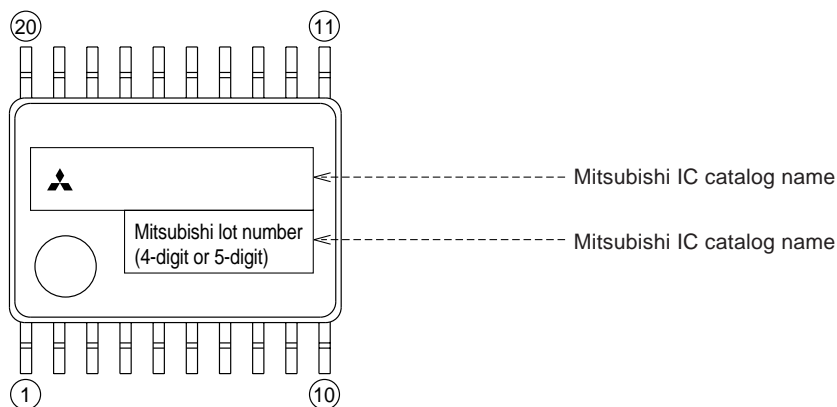 20 11
Mitsubishi IC catalog name
Mitsubishi lot number
(4-digit or 5-digit)
Mitsubishi IC catalog name
1 10